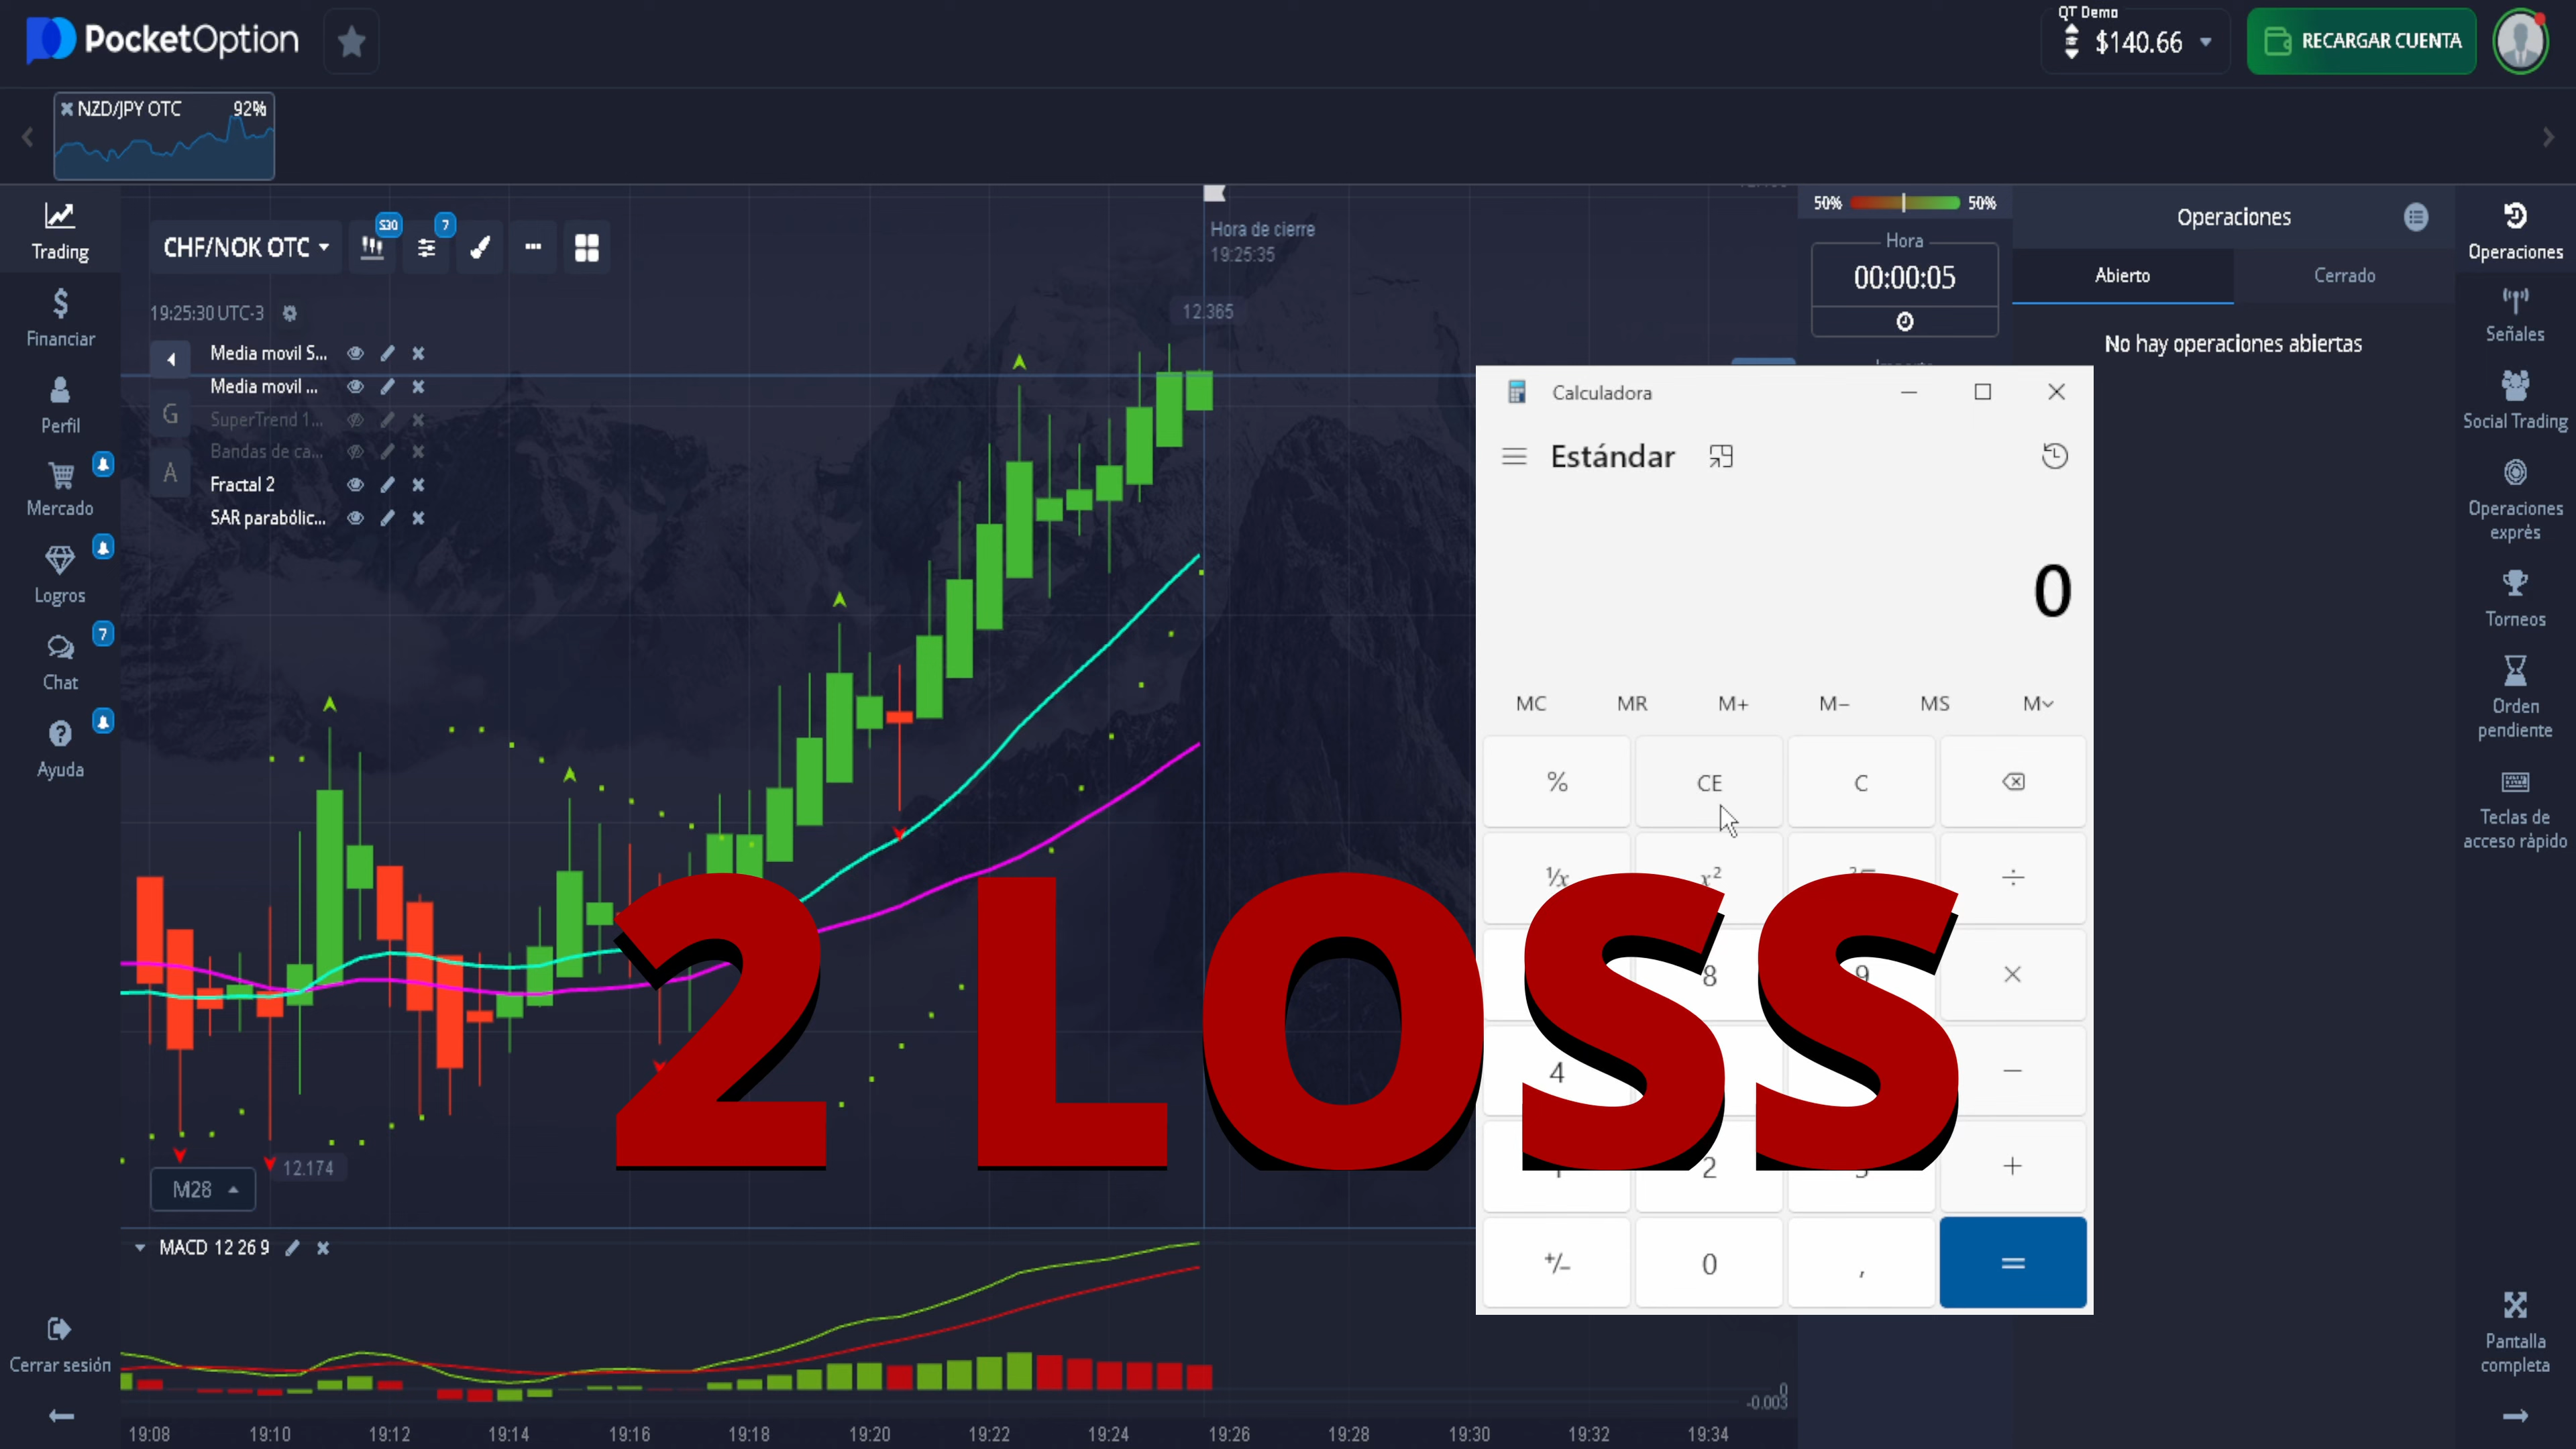 PocketOption
QT Demo
$140.66
RECARGAR CUENTA
NZD/JPY OTC 92%
Trading
Financiar
Perfil
Mercado
Logros
Chat
7
Ayuda
Cerrar sesión
CHF/NOK OTC
S30
7
19:25:30 UTC-3
Media movil S...
Media movil ...
SuperTrend 1...
Bandas de ca...
Fractal 2
SAR parabólic...
G
A
Hora de cierre
19:25:35
12.365
12.174
M28
50% 50%
Hora
00:00:05
Operaciones
Abierto Cerrado
No hay operaciones abiertas
Calculadora
Estándar
0
MC MR M+ M− MS M
% CE C
¹/x x² ÷
8 9 ×
4 −
2 +
+/− 0 , =
2 LOSS
MACD 12 26 9
0
-0.003
19:08 19:10 19:12 19:14 19:16 19:18 19:20 19:22 19:24 19:26 19:28 19:30 19:32 19:34
Operaciones
Señales
Social Trading
Operaciones
exprés
Torneos
Orden
pendiente
Teclas de
acceso rápido
Pantalla
completa